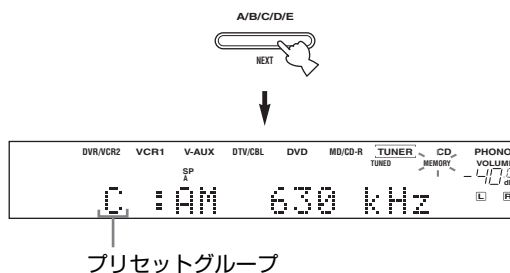 A/B/C/D/E
NEXT
DVR/VCR2 VCR1 V-AUX DTV/CBL DVD MD/CD-R TUNER CD PHONO
TUNED MEMORY VOLUME
SP
A
C :AM 630 kHz
L R
プリセットグループ